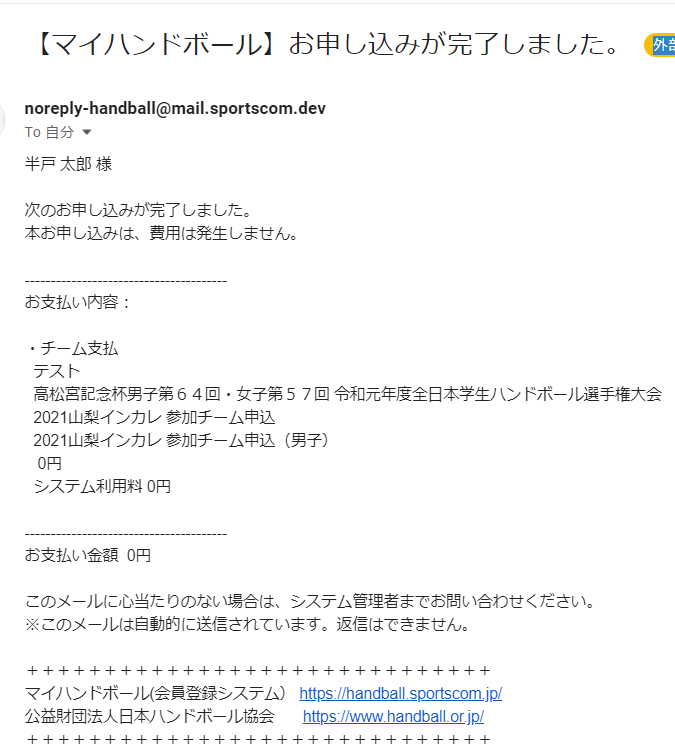 【マイハンドボール】お申し込みが完了しました。 外部
noreply-handball@mail.sportscom.dev
To 自分
半戸 太郎 様
次のお申し込みが完了しました。
本お申し込みは、費用は発生しません。
---------------------------------------
お支払い内容：
・チーム支払
テスト
高松宮記念杯男子第６４回・女子第５７回 令和元年度全日本学生ハンドボール選手権大会
2021山梨インカレ 参加チーム申込
2021山梨インカレ 参加チーム申込（男子）
0円
システム利用料 0円
---------------------------------------
お支払い金額 0円
このメールに心当たりのない場合は、システム管理者までお問い合わせください。
※このメールは自動的に送信されています。返信はできません。
＋＋＋＋＋＋＋＋＋＋＋＋＋＋＋＋＋＋＋＋＋＋＋＋＋＋＋＋＋＋
マイハンドボール(会員登録システム） https://handball.sportscom.jp/
公益財団法人日本ハンドボール協会 https://www.handball.or.jp/
＋＋＋＋＋＋＋＋＋＋＋＋＋＋＋＋＋＋＋＋＋＋＋＋＋＋＋＋＋＋